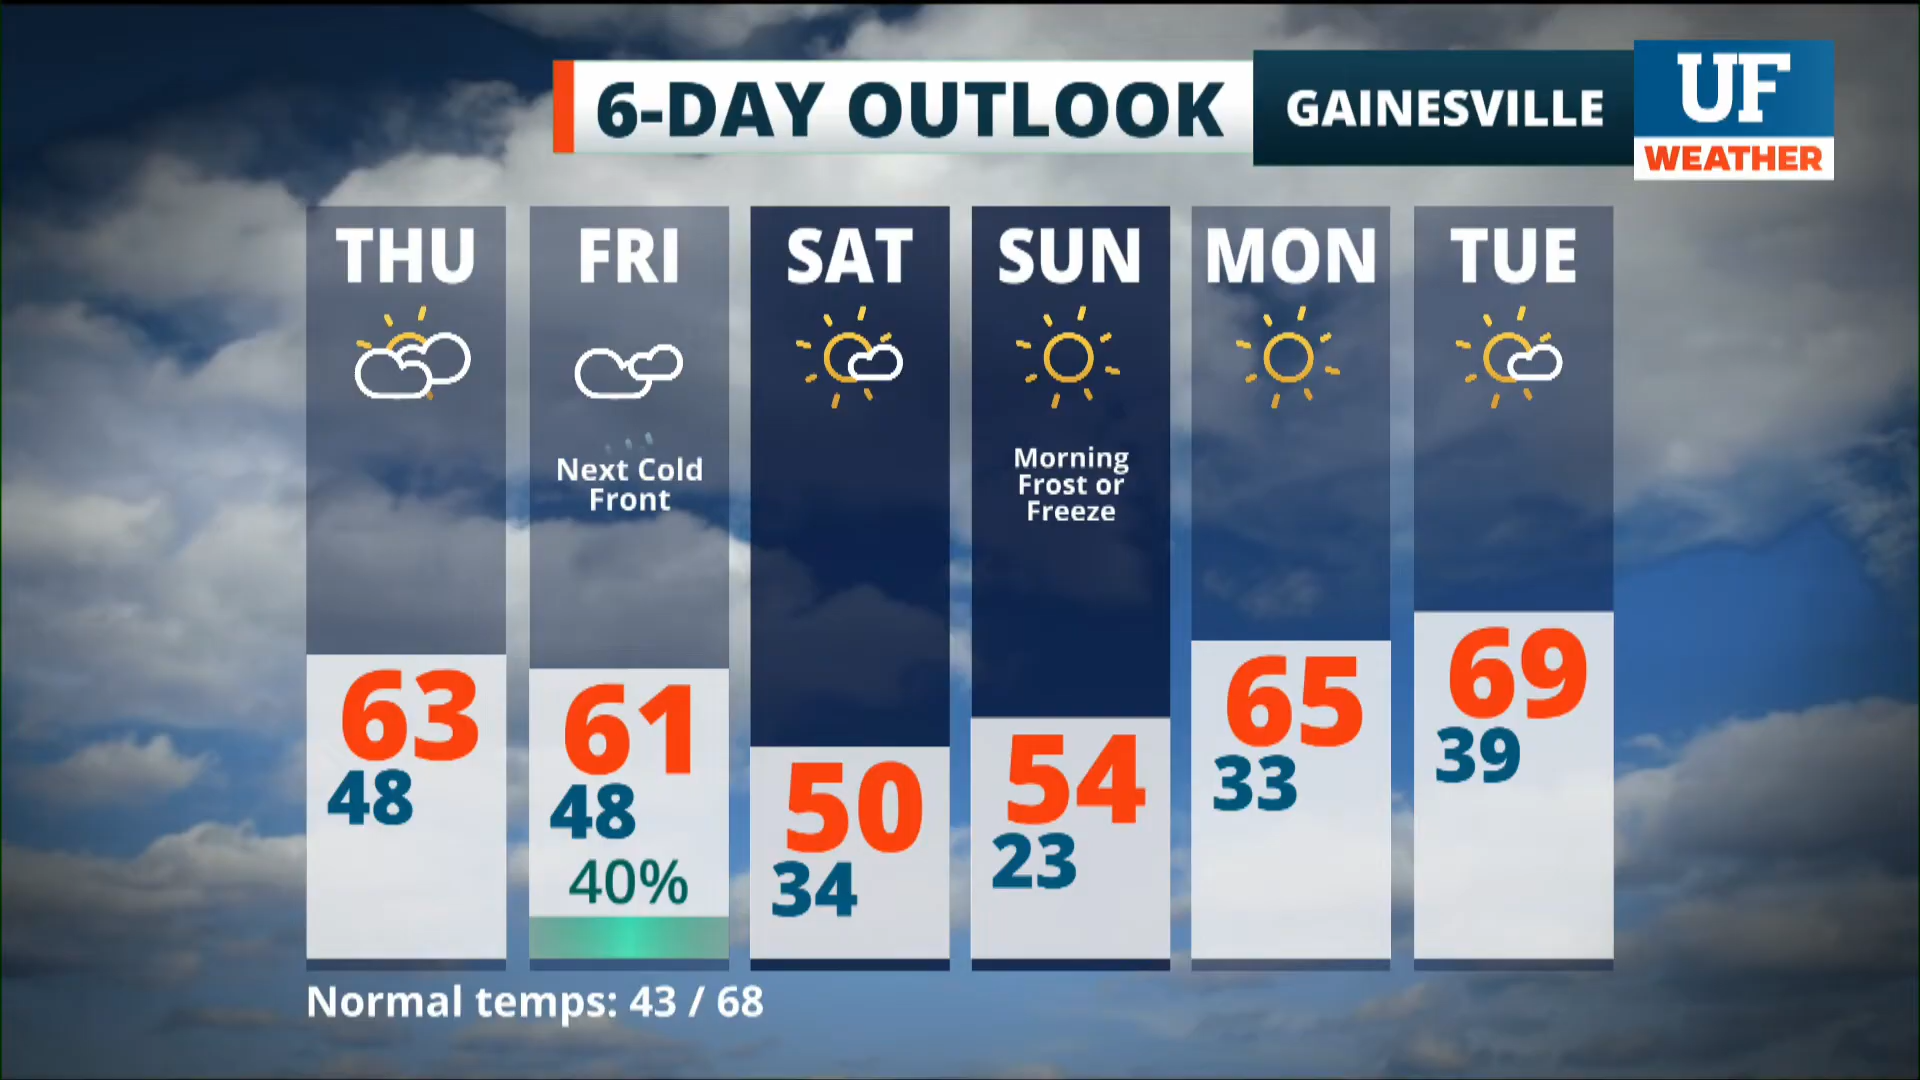 6-DAY OUTLOOK
GAINESVILLE
UF
WEATHER
THU
63
48
FRI
Next Cold
Front
61
48
40%
SAT
50
34
SUN
Morning
Frost or
Freeze
54
23
MON
65
33
TUE
69
39
Normal temps: 43 / 68